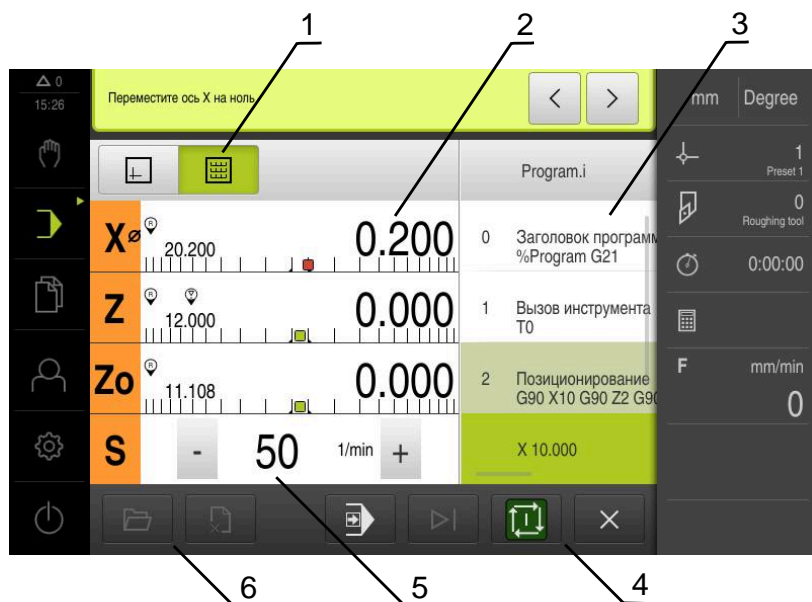 1
2
3
0
15:26
Переместите ось X на ноль
<
>
mm
Degree
Program.i
1
Preset 1
X⌀
R
20.200
0.200
0
Заголовок программ
%Program G21
0
Roughing tool
0:00:00
Z
R
12.000
0.000
1
Вызов инструмента
T0
Zo
R
11.108
0.000
2
Позиционирование
G90 X10 G90 Z2 G90
F
mm/min
0
S
-
50
1/min
+
X 10.000
6
5
4